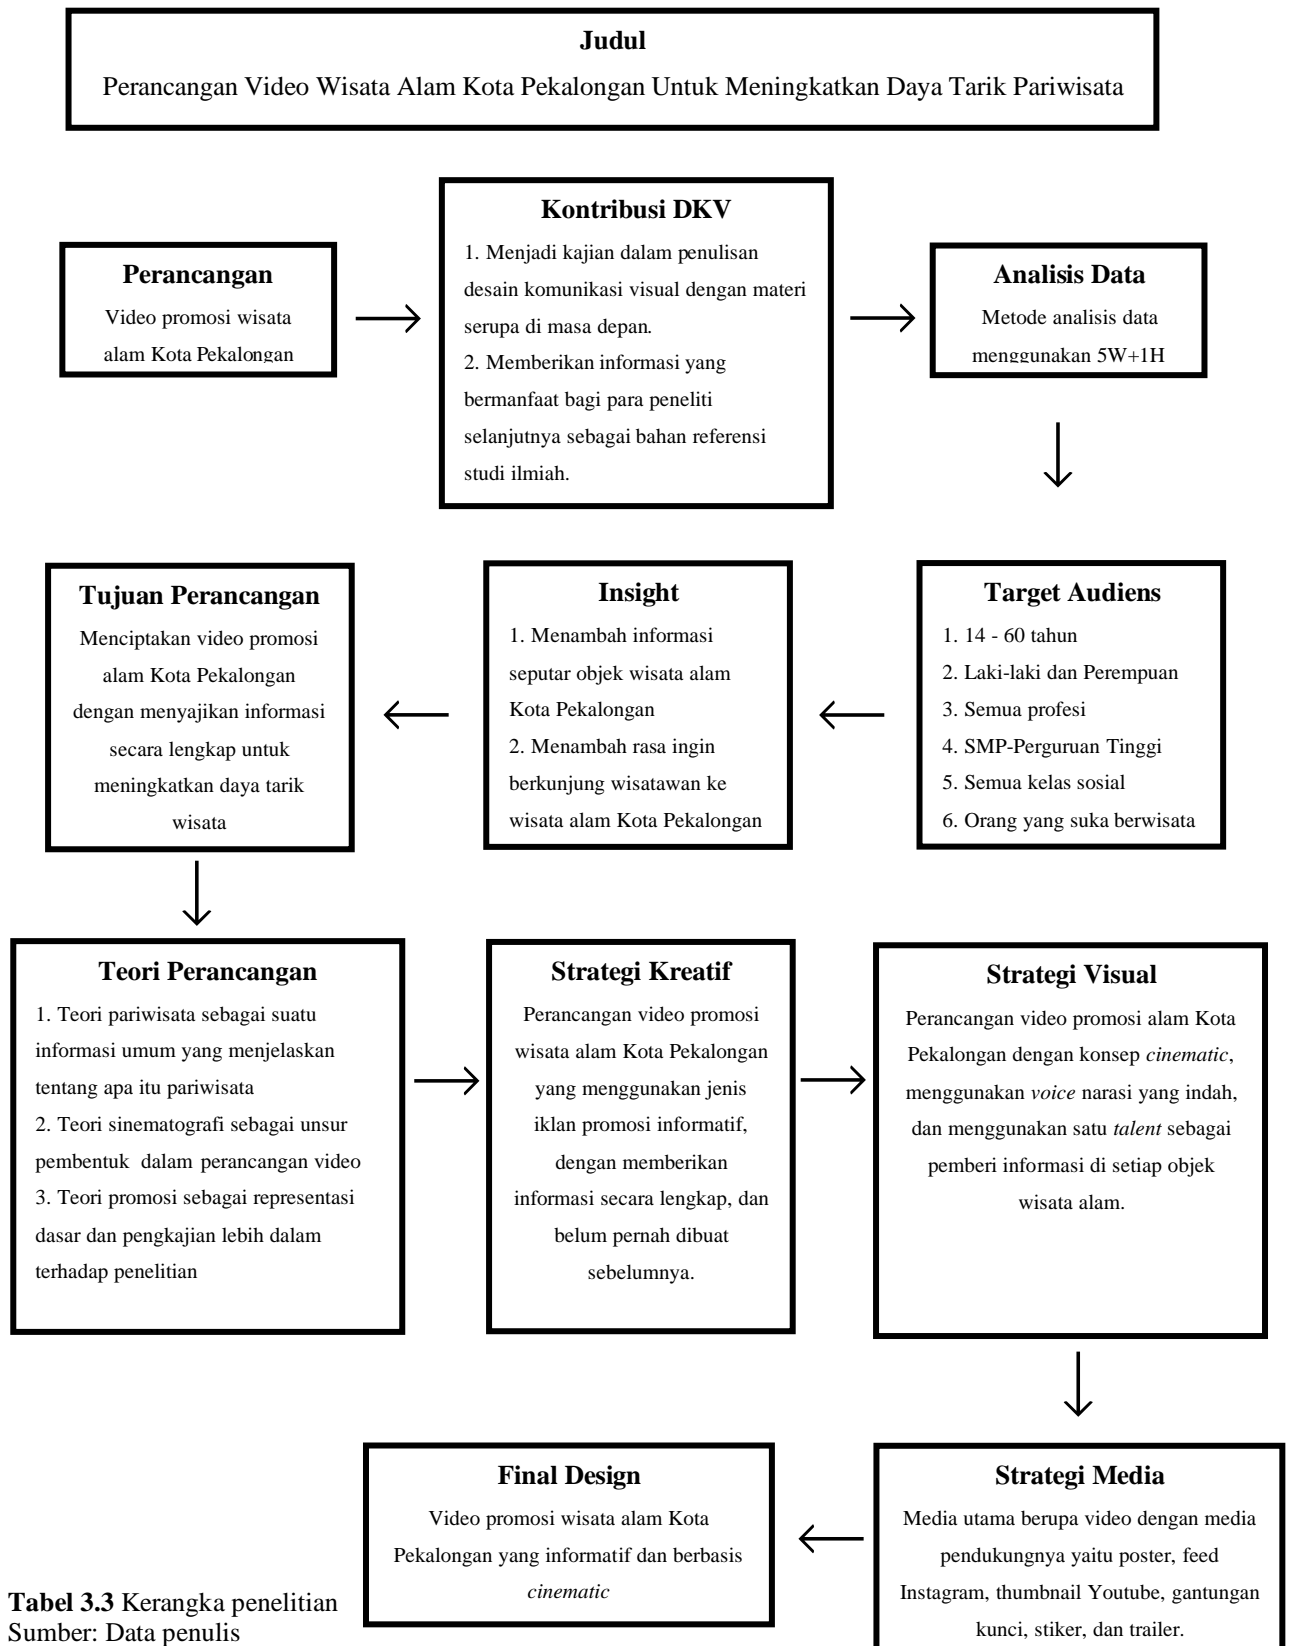 Judul
Perancangan Video Wisata Alam Kota Pekalongan Untuk Meningkatkan Daya Tarik Pariwisata
Perancangan
Video promosi wisata
alam Kota Pekalongan
Kontribusi DKV
1. Menjadi kajian dalam penulisan
desain komunikasi visual dengan materi
serupa di masa depan.
2. Memberikan informasi yang
bermanfaat bagi para peneliti
selanjutnya sebagai bahan referensi
studi ilmiah.
Analisis Data
Metode analisis data
menggunakan 5W+1H
Target Audiens
1. 14 - 60 tahun
2. Laki-laki dan Perempuan
3. Semua profesi
4. SMP-Perguruan Tinggi
5. Semua kelas sosial
6. Orang yang suka berwisata
Insight
1. Menambah informasi
seputar objek wisata alam
Kota Pekalongan
2. Menambah rasa ingin
berkunjung wisatawan ke
wisata alam Kota Pekalongan
Tujuan Perancangan
Menciptakan video promosi
alam Kota Pekalongan
dengan menyajikan informasi
secara lengkap untuk
meningkatkan daya tarik
wisata
Teori Perancangan
1. Teori pariwisata sebagai suatu
informasi umum yang menjelaskan
tentang apa itu pariwisata
2. Teori sinematografi sebagai unsur
pembentuk dalam perancangan video
3. Teori promosi sebagai representasi
dasar dan pengkajian lebih dalam
terhadap penelitian
Strategi Kreatif
Perancangan video promosi
wisata alam Kota Pekalongan
yang menggunakan jenis
iklan promosi informatif,
dengan memberikan
informasi secara lengkap, dan
belum pernah dibuat
sebelumnya.
Strategi Visual
Perancangan video promosi alam Kota
Pekalongan dengan konsep cinematic,
menggunakan voice narasi yang indah,
dan menggunakan satu talent sebagai
pemberi informasi di setiap objek
wisata alam.
Strategi Media
Media utama berupa video dengan media
pendukungnya yaitu poster, feed
Instagram, thumbnail Youtube, gantungan
kunci, stiker, dan trailer.
Final Design
Video promosi wisata alam Kota
Pekalongan yang informatif dan berbasis
cinematic
Tabel 3.3 Kerangka penelitian
Sumber: Data penulis